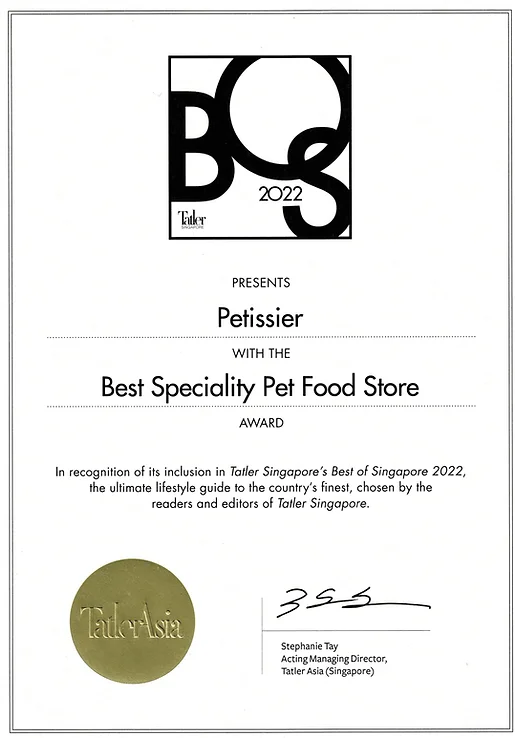 BOS
2022
Tatler
SINGAPORE
PRESENTS
Petissier
WITH THE
Best Speciality Pet Food Store
AWARD
In recognition of its inclusion in Tatler Singapore's Best of Singapore 2022,
the ultimate lifestyle guide to the country's finest, chosen by the
readers and editors of Tatler Singapore.
TatlerAsia
Stephanie Tay
Acting Managing Director,
Tatler Asia (Singapore)